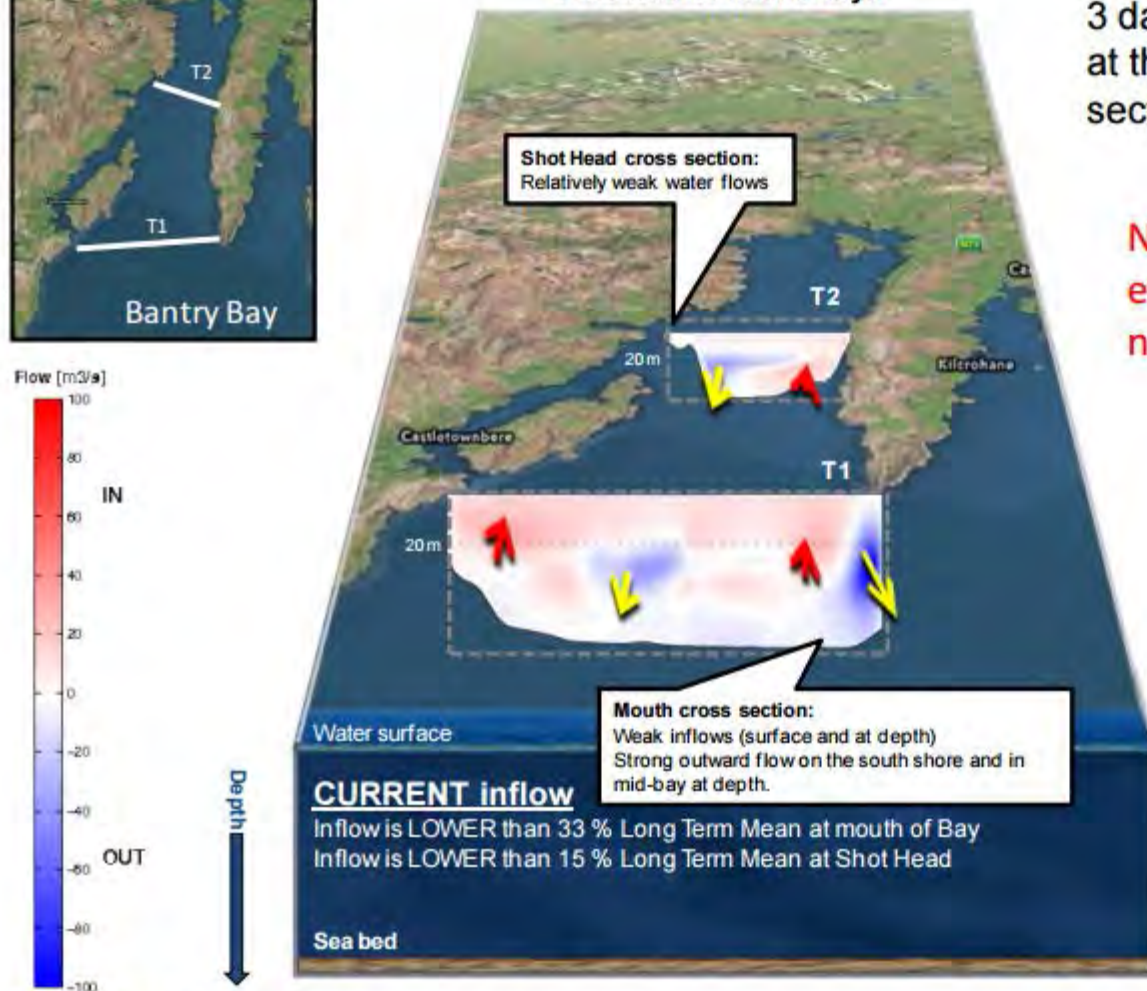 3 da
at th
sec
N
e
n
T2
T1
Bantry Bay
Flow [m3/s]
100
80
60
40
20
0
-20
-40
-60
-80
-100
IN
OUT
Depth
Shot Head cross section:
Relatively weak water flows
T2
20m
Kilcrohane
Castletownbere
T1
20m
Mouth cross section:
Weak inflows (surface and at depth)
Strong outward flow on the south shore and in
mid-bay at depth.
Water surface
CURRENT inflow
Inflow is LOWER than 33 % Long Term Mean at mouth of Bay
Inflow is LOWER than 15 % Long Term Mean at Shot Head
Sea bed